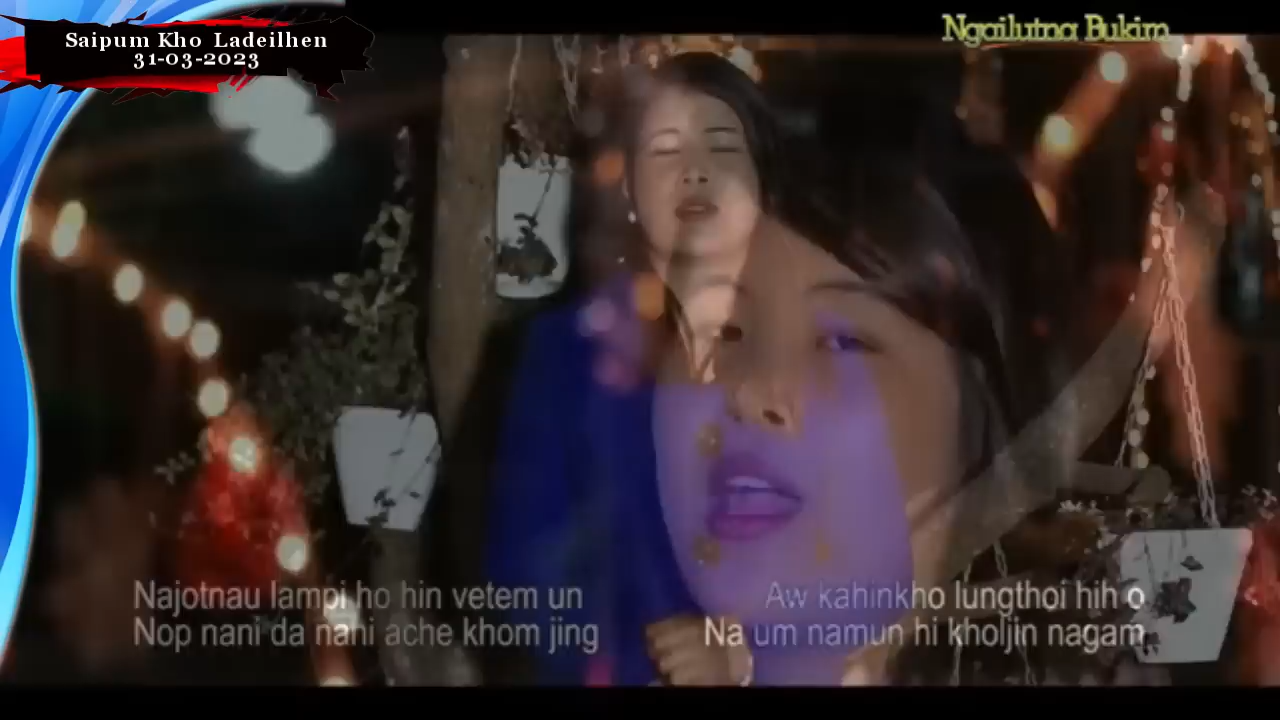 Saipum Kho Ladeilhen
31-03-2023
Ngailutna Bukim
Najotnau lampi ho hin vetem un
Nop nani da nani ache khom jing
Aw kahinkho lungthoi hih o
Na um namun hi kholjin nagam